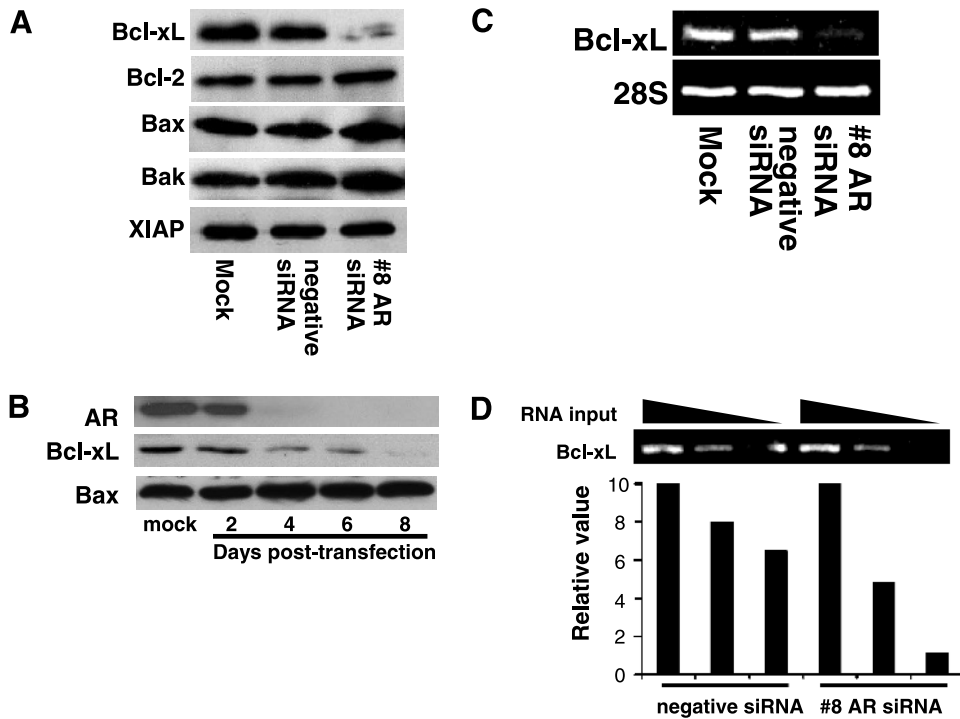 A
Bcl-xL
Bcl-2
Bax
Bak
XIAP
Mock
negative
siRNA
#8 AR
siRNA
C
Bcl-xL
28S
Mock
negative
siRNA
#8 AR
siRNA
B
AR
Bcl-xL
Bax
mock 2 4 6 8
Days post-transfection
D
RNA input
Bcl-xL
Relative value
10
8
6
4
2
0
negative siRNA #8 AR siRNA